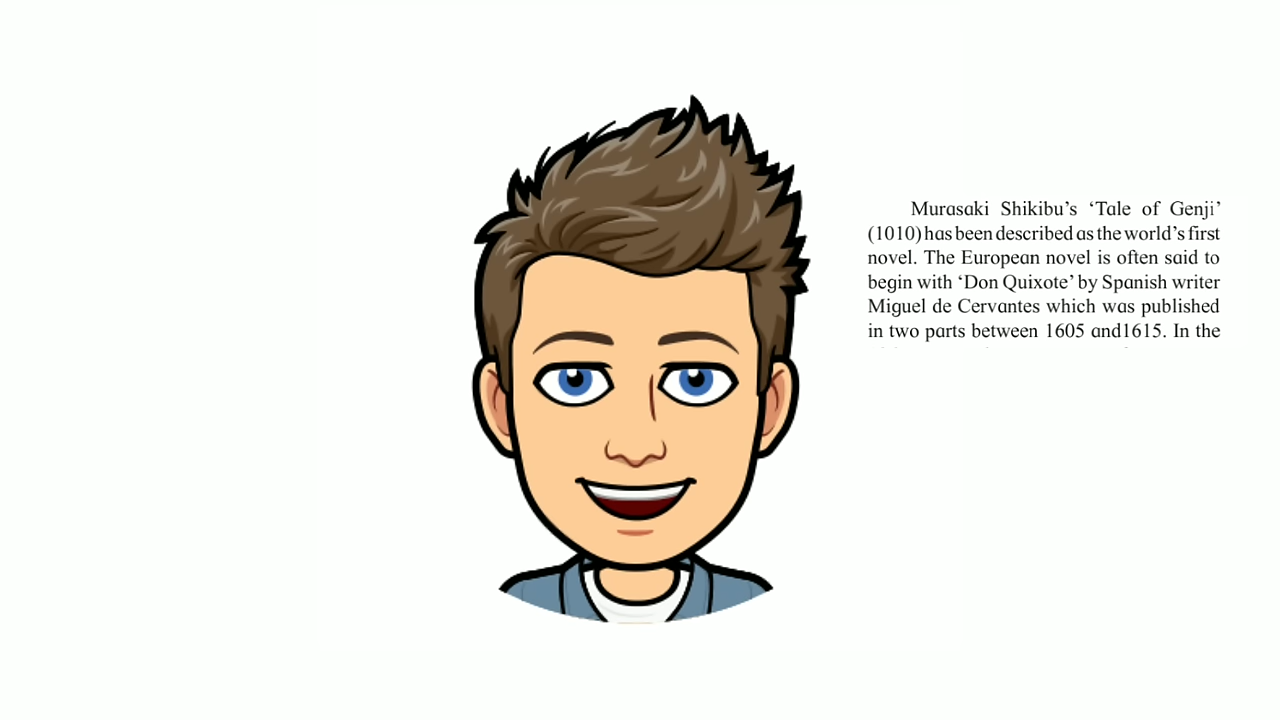 Murasaki Shikibu’s ‘Tale of Genji’
(1010) has been described as the world’s first
novel. The European novel is often said to
begin with ‘Don Quixote’ by Spanish writer
Miguel de Cervantes which was published
in two parts between 1605 and1615. In the